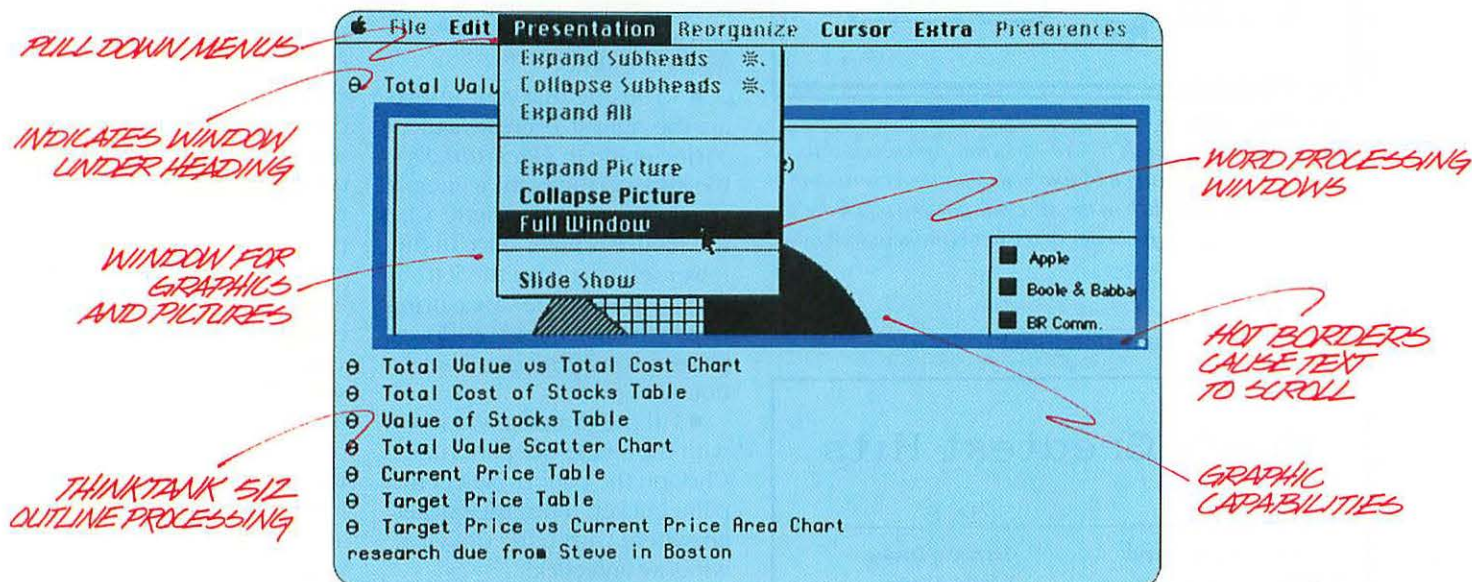 File Edit Presentation Reorganize Cursor Extra Preferences
PULL DOWN MENUS
Expand Subheads
Total Valu
Collapse Subheads
Expand All
INDICATES WINDOW
UNDER HEADING
Expand Picture
Collapse Picture
Full Window
Slide Show
WORD PROCESSING
WINDOWS
WINDOW FOR
GRAPHICS
AND PICTURES
Apple
Boole & Babba
BR Comm.
HOT BORDERS
CAUSE TEXT
TO SCROLL
Total Value vs Total Cost Chart
Total Cost of Stocks Table
Value of Stocks Table
Total Value Scatter Chart
Current Price Table
Target Price Table
Target Price vs Current Price Area Chart
research due from Steve in Boston
THINKTANK 512
OUTLINE PROCESSING
GRAPHIC
CAPABILITIES